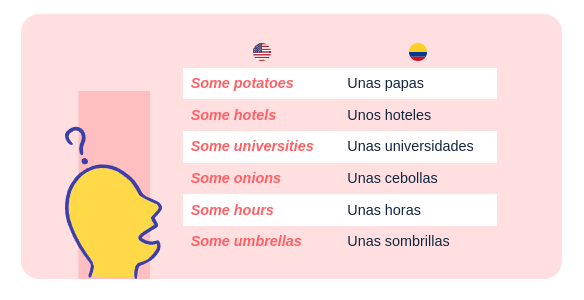 Some potatoes Unas papas
Some hotels Unos hoteles
Some universities Unas universidades
Some onions Unas cebollas
Some hours Unas horas
Some umbrellas Unas sombrillas